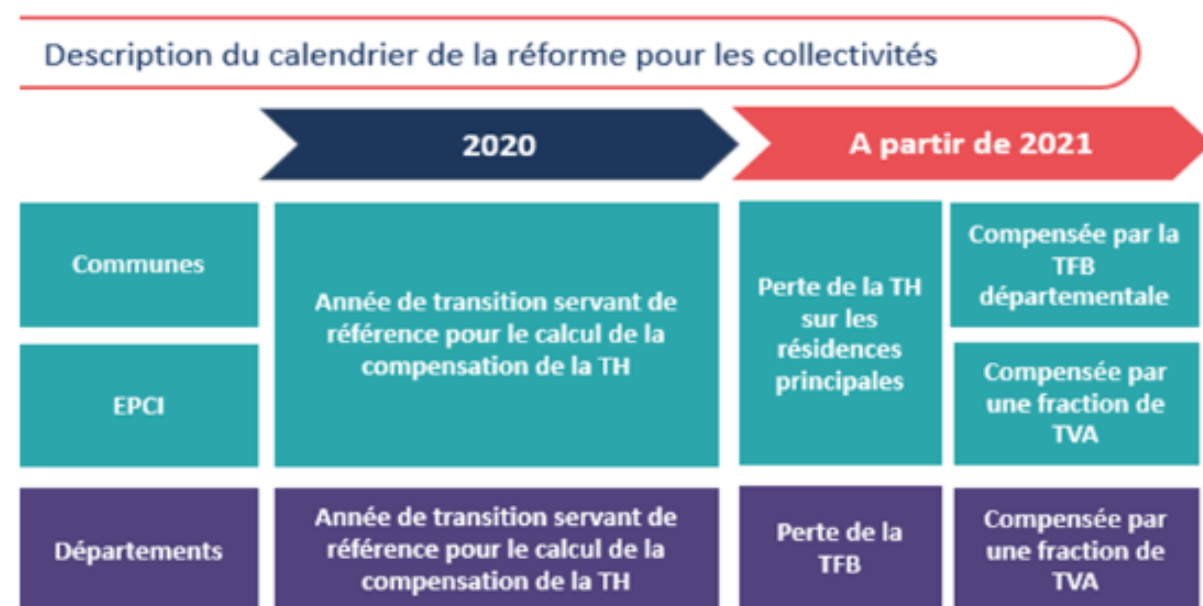 Description du calendrier de la réforme pour les collectivités
2020
A partir de 2021
Communes
EPCI
Année de transition servant de
référence pour le calcul de la
compensation de la TH
Perte de la TH
sur les
résidences
principales
Compensée par la
TFB
départementale
Compensée par
une fraction de
TVA
Départements
Année de transition servant de
référence pour le calcul de la
compensation de la TH
Perte de la
TFB
Compensée par
une fraction de
TVA